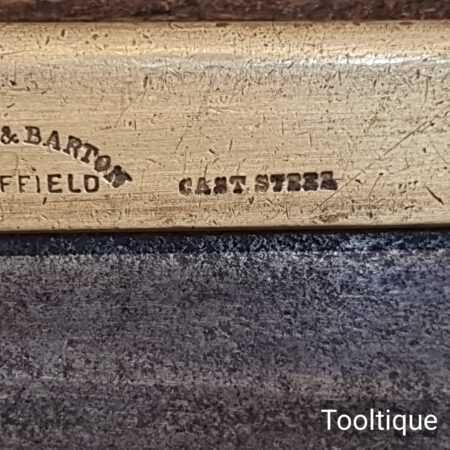 & BARTON
FFIELD
CAST STEEL
Tooltique